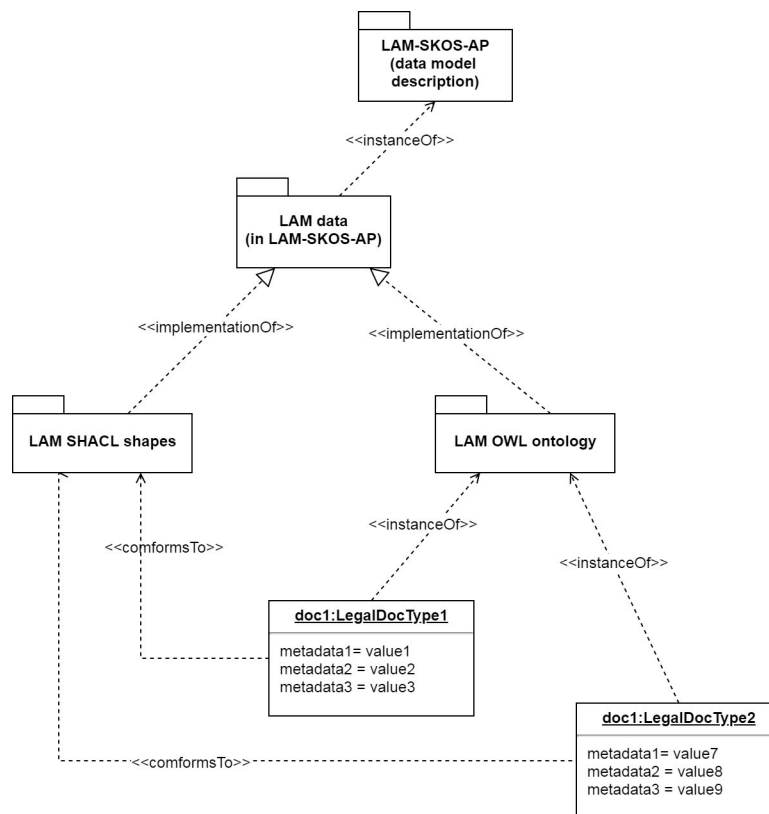 LAM-SKOS-AP
(data model
description)
<<instanceOf>>
LAM data
(in LAM-SKOS-AP)
<<implementationOf>>
<<implementationOf>>
LAM SHACL shapes
LAM OWL ontology
<<instanceOf>>
<<comformsTo>>
<<instanceOf>>
doc1:LegalDocType1
metadata1= value1
metadata2 = value2
metadata3 = value3
doc1:LegalDocType2
metadata1= value7
metadata2 = value8
metadata3 = value9
<<comformsTo>>